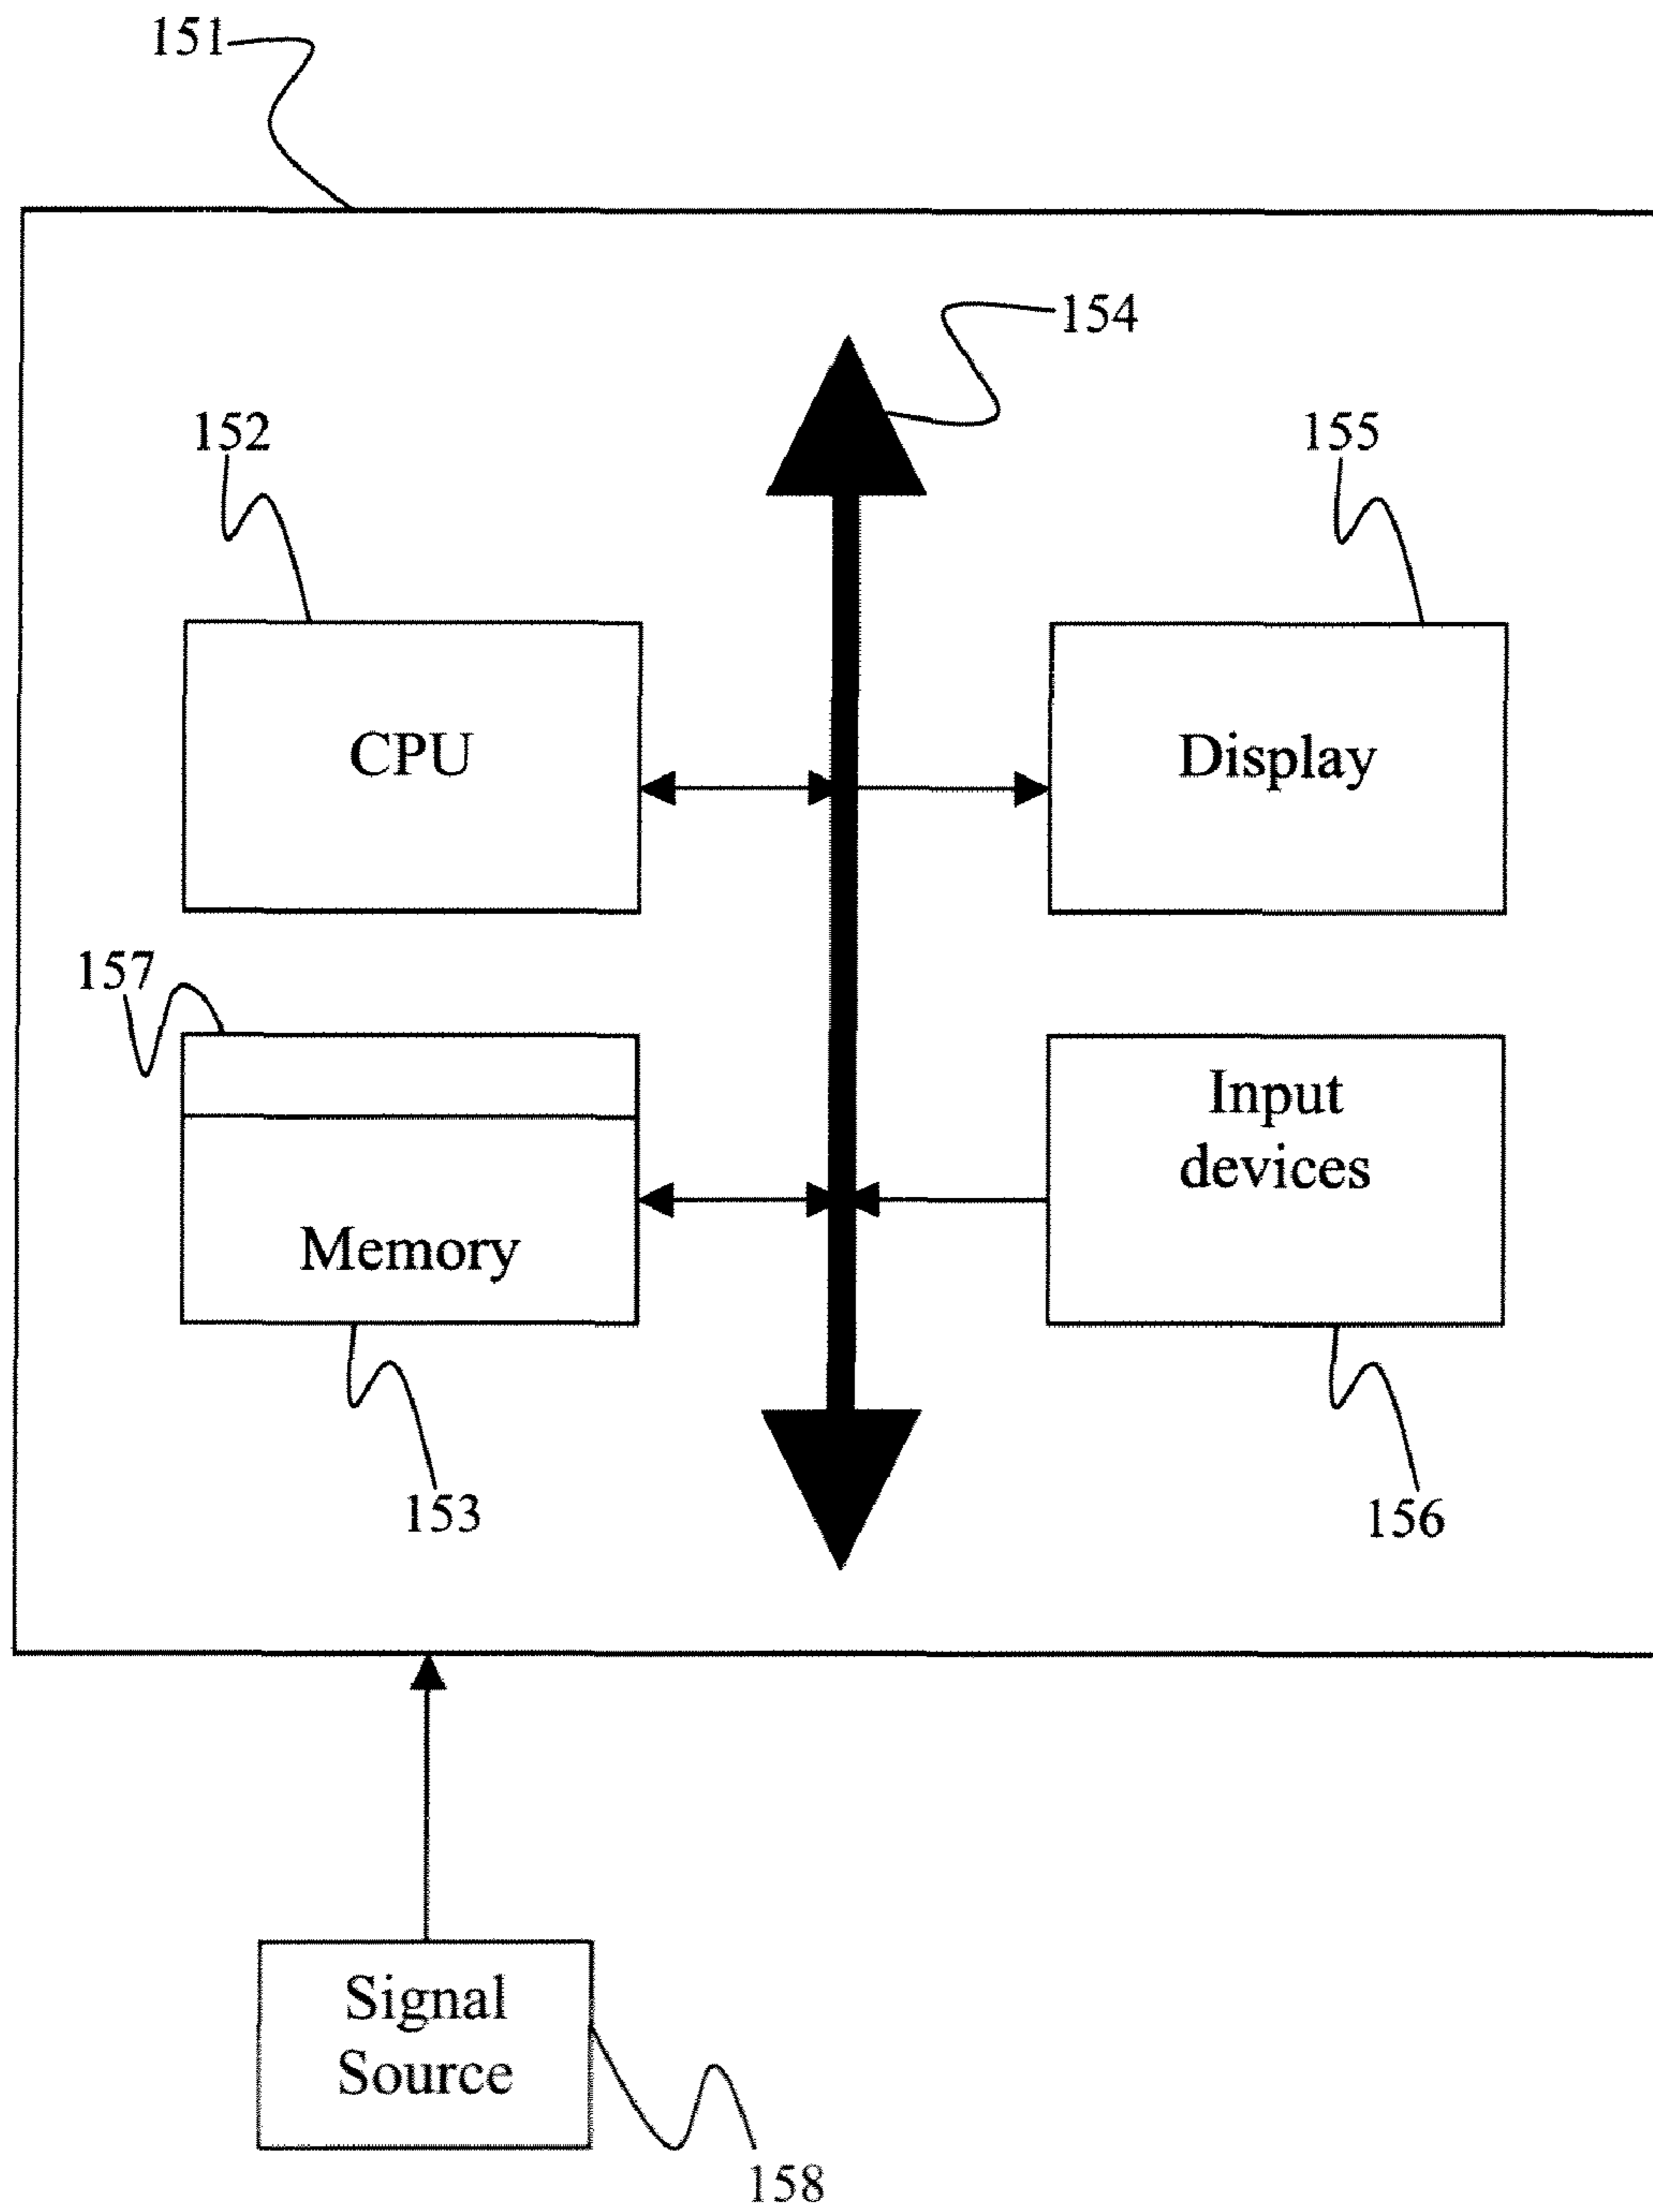 151
154
152
155
CPU
Display
157
Input
devices
Memory
153
156
Signal
Source
158